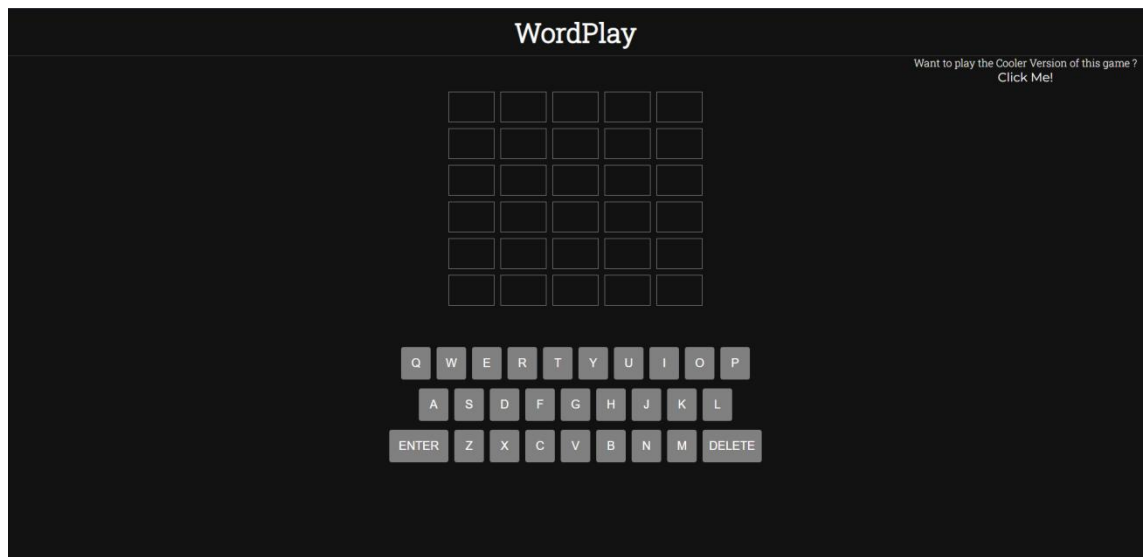 WordPlay
Want to play the Cooler Version of this game ?
Click Me!
Q W E R T Y U I O P
A S D F G H J K L
ENTER Z X C V B N M DELETE